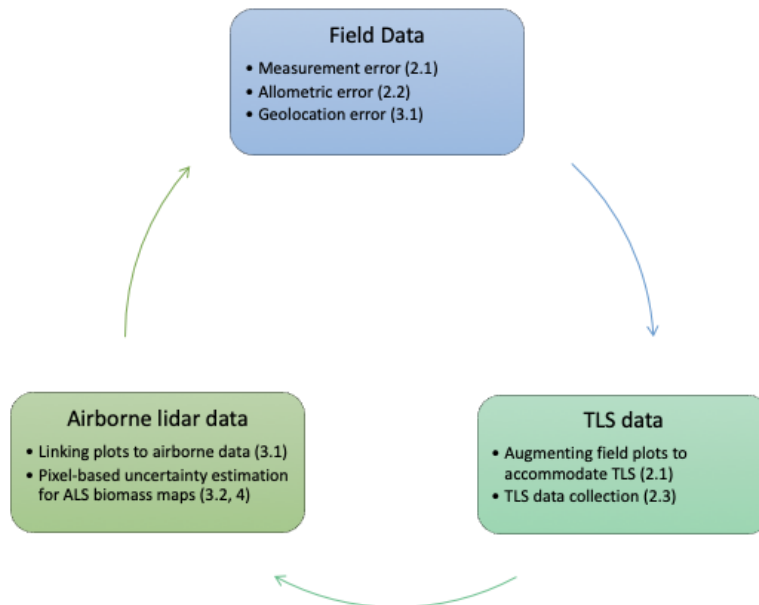 Field Data
• Measurement error (2.1)
• Allometric error (2.2)
• Geolocation error (3.1)
Airborne lidar data
• Linking plots to airborne data (3.1)
• Pixel-based uncertainty estimation
for ALS biomass maps (3.2, 4)
TLS data
• Augmenting field plots to
accommodate TLS (2.1)
• TLS data collection (2.3)